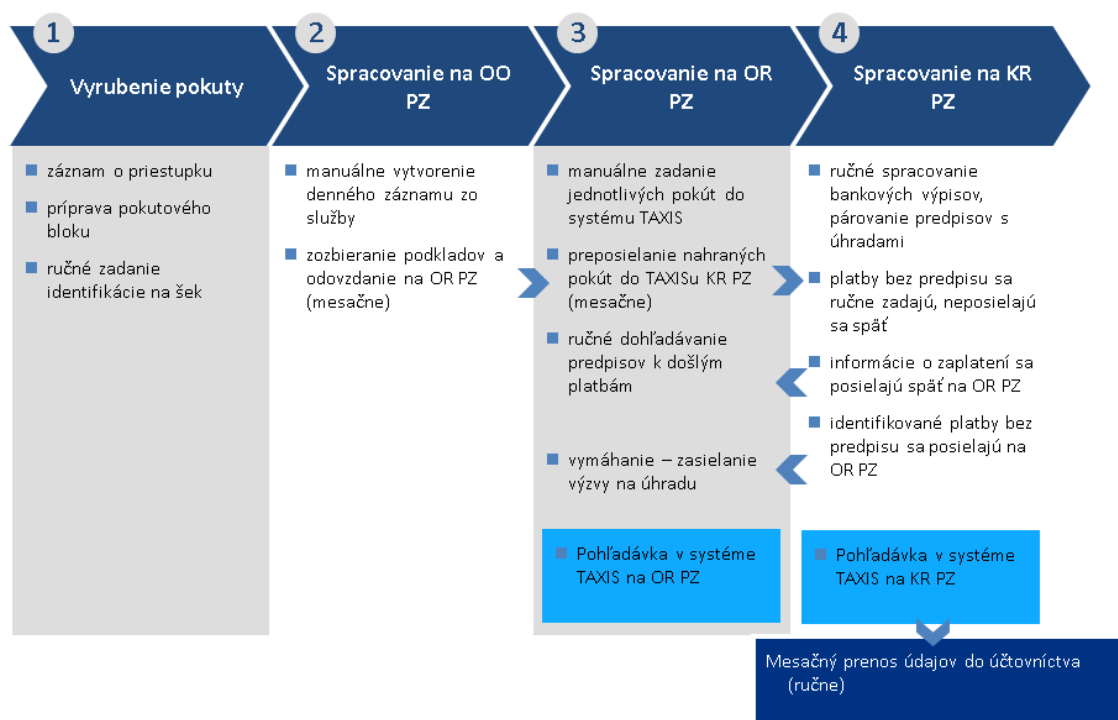 1
Vyrubenie pokuty
záznam o priestupku
príprava pokutového
bloku
ručné zadanie
identifikácie na šek
2
Spracovanie na OO
PZ
manuálne vytvorenie
denného záznamu zo
služby
zozbieranie podkladov a
odovzdanie na OR PZ
(mesačne)
3
Spracovanie na OR
PZ
manuálne zadanie
jednotlivých pokút do
systému TAXIS
preposielanie nahraných
pokút do TAXISu KR PZ
(mesačne)
ručné dohľadávanie
predpisov k došlým
platbám
vymáhanie – zasielanie
výzvy na úhradu
Pohľadávka v systéme
TAXIS na OR PZ
4
Spracovanie na KR
PZ
ručné spracovanie
bankových výpisov,
párovanie predpisov s
úhradami
platby bez predpisu sa
ručne zadajú, neposielajú
sa späť
informácie o zaplatení sa
posielajú späť na OR PZ
identifikované platby bez
predpisu sa posielajú na
OR PZ
Pohľadávka v systéme
TAXIS na KR PZ
Mesačný prenos údajov do účtovníctva
(ručne)